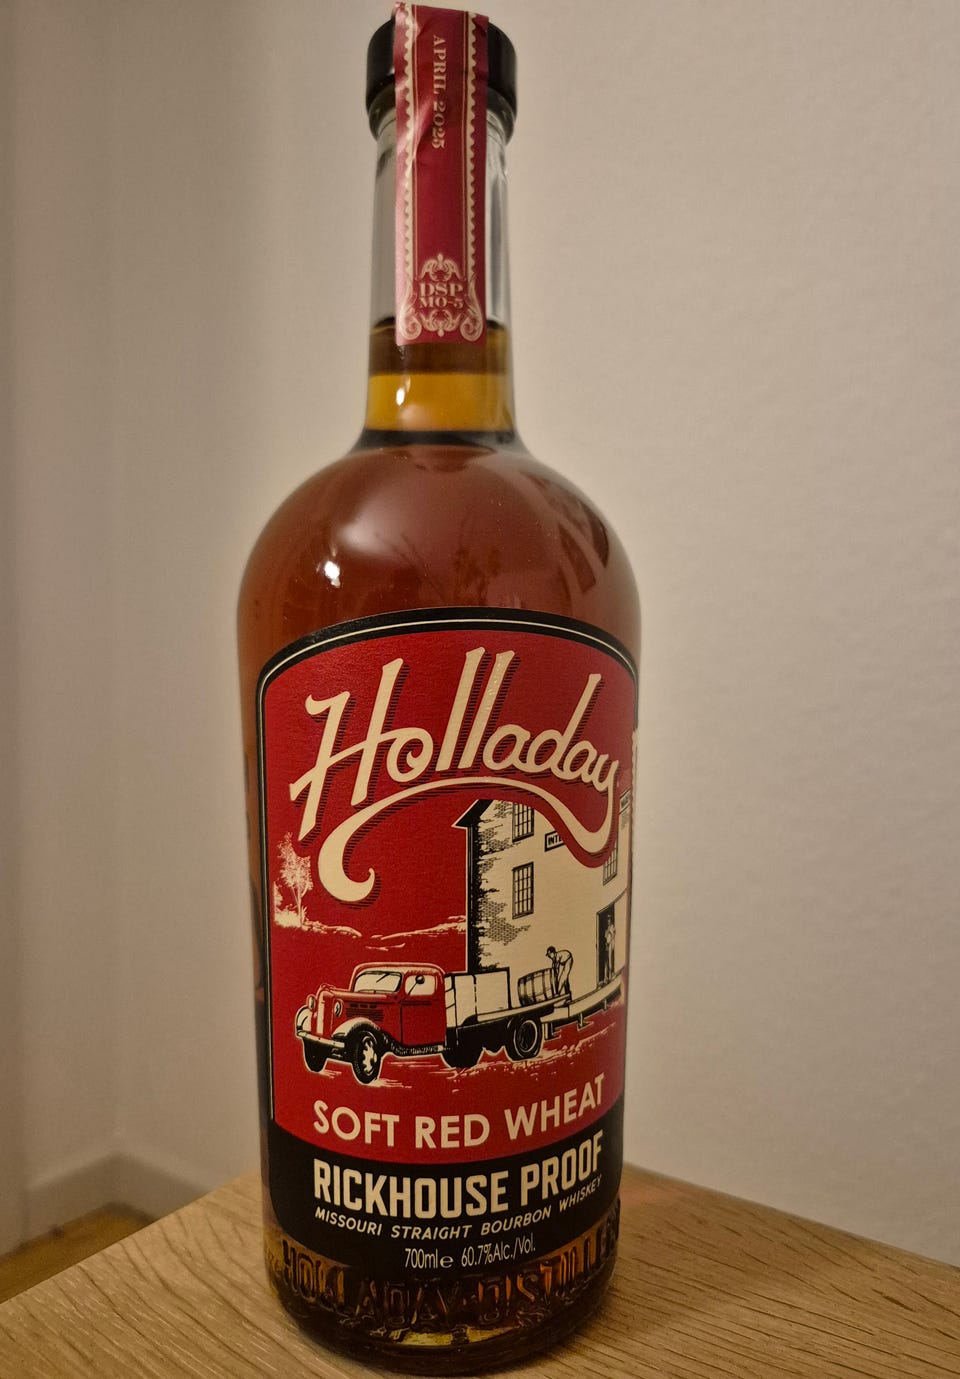 APRIL 2025
DSP
MO-5
Holladay
SOFT RED WHEAT
RICKHOUSE PROOF
MISSOURI STRAIGHT BOURBON WHISKEY
700ml e 60.7%Alc./Vol.
HOLLADAY DISTILLE